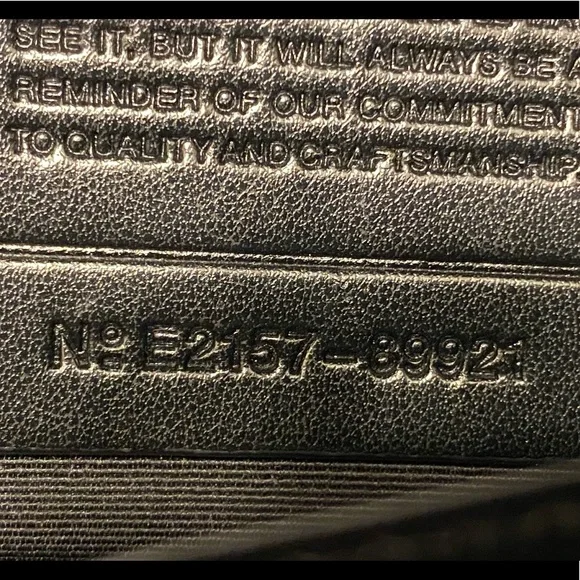 SEE IT, BUT IT WILL ALWAYS BE A
REMINDER OF OUR COMMITMENT
TO QUALITY AND CRAFTSMANSHIP.
Nº E2157-89921